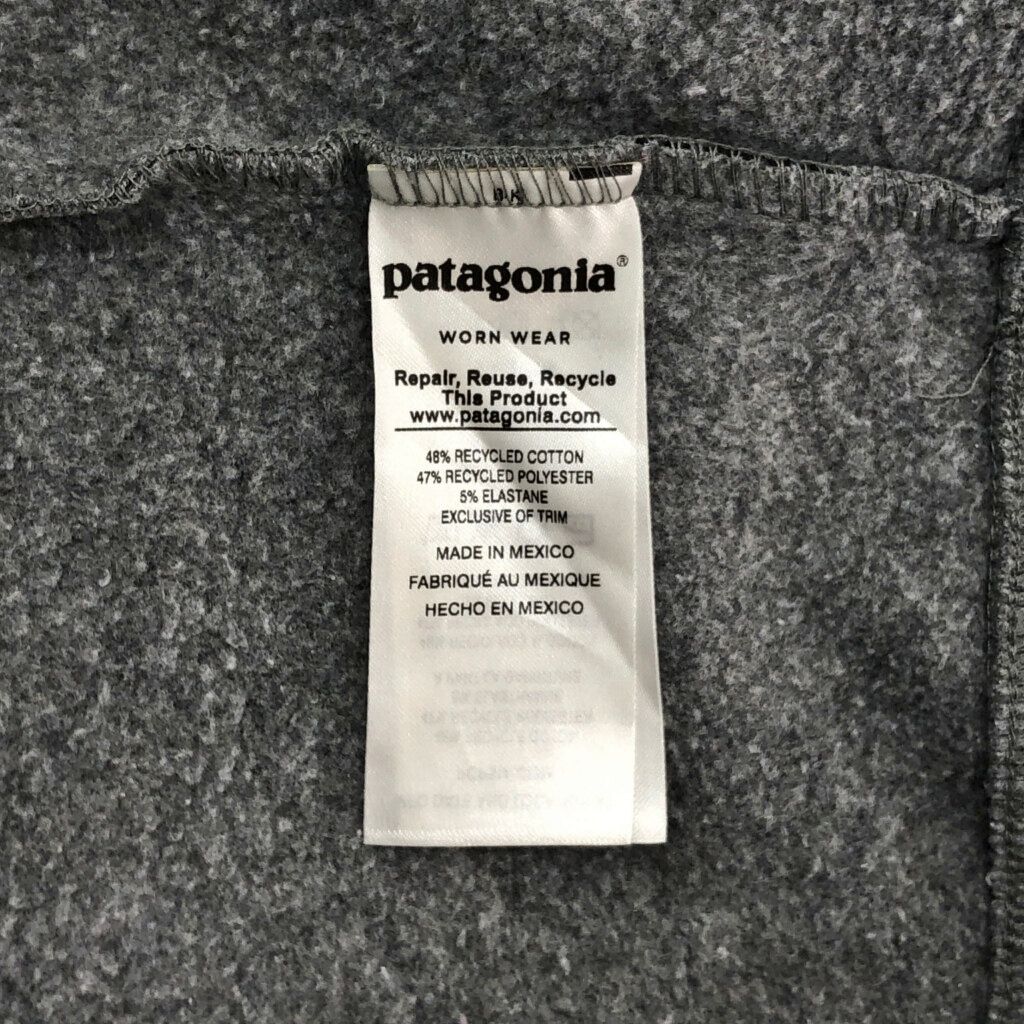 patagonia®
WORN WEAR
Repair, Reuse, Recycle
This Product
www.patagonia.com
48% RECYCLED COTTON
47% RECYCLED POLYESTER
5% ELASTANE
EXCLUSIVE OF TRIM
MADE IN MEXICO
FABRIQUÉ AU MEXIQUE
HECHO EN MEXICO